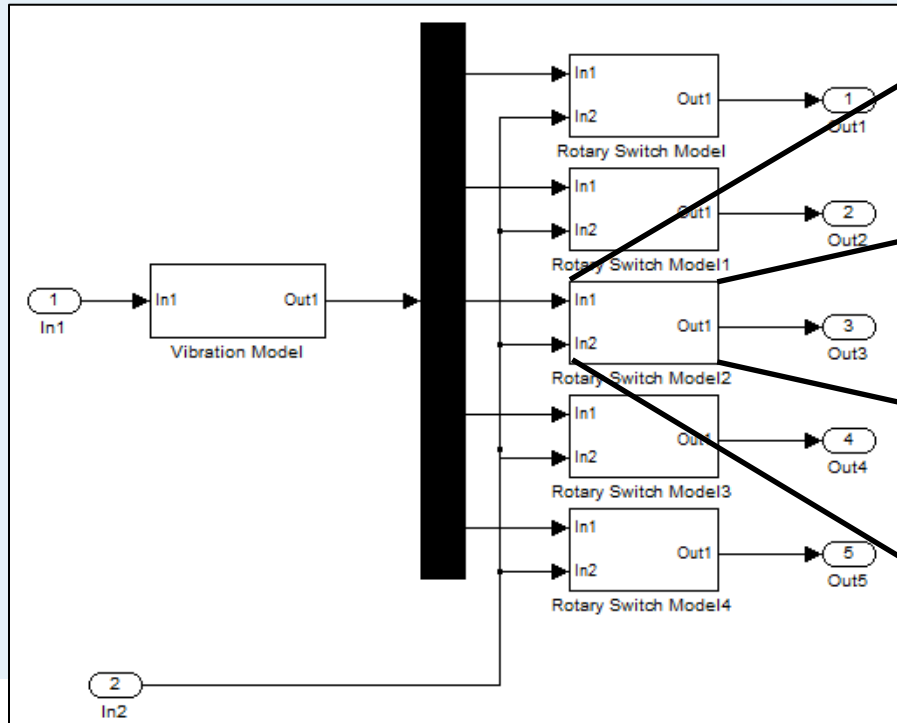 In1
Out1
In2
Rotary Switch Model
1
Out1
In1
Out1
In2
Rotary Switch Model1
2
Out2
1
In1
In1
Out1
Vibration Model
In1
Out1
In2
Rotary Switch Model2
3
Out3
In1
Out1
In2
Rotary Switch Model3
4
Out4
In1
Out1
In2
Rotary Switch Model4
5
Out5
2
In2